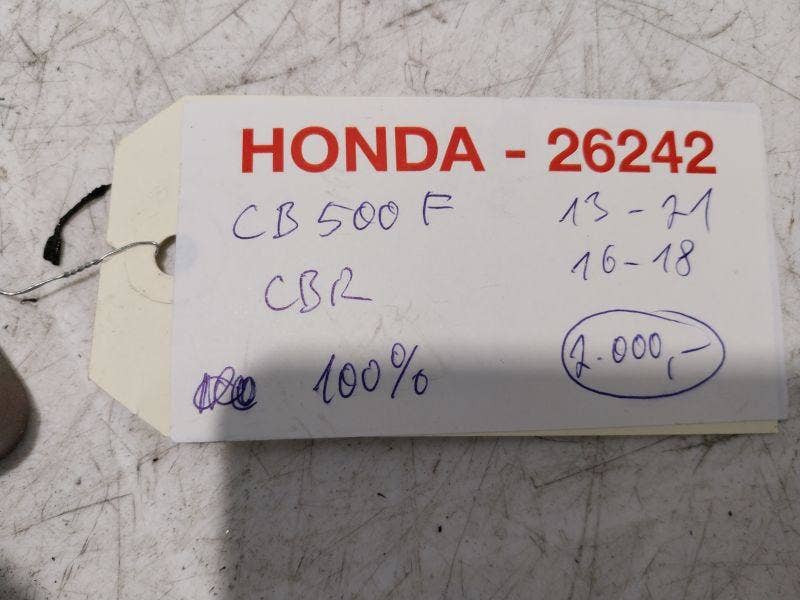 HONDA - 26242
CB 500 F 13-21
CBR 16-18
100% 2.000,-